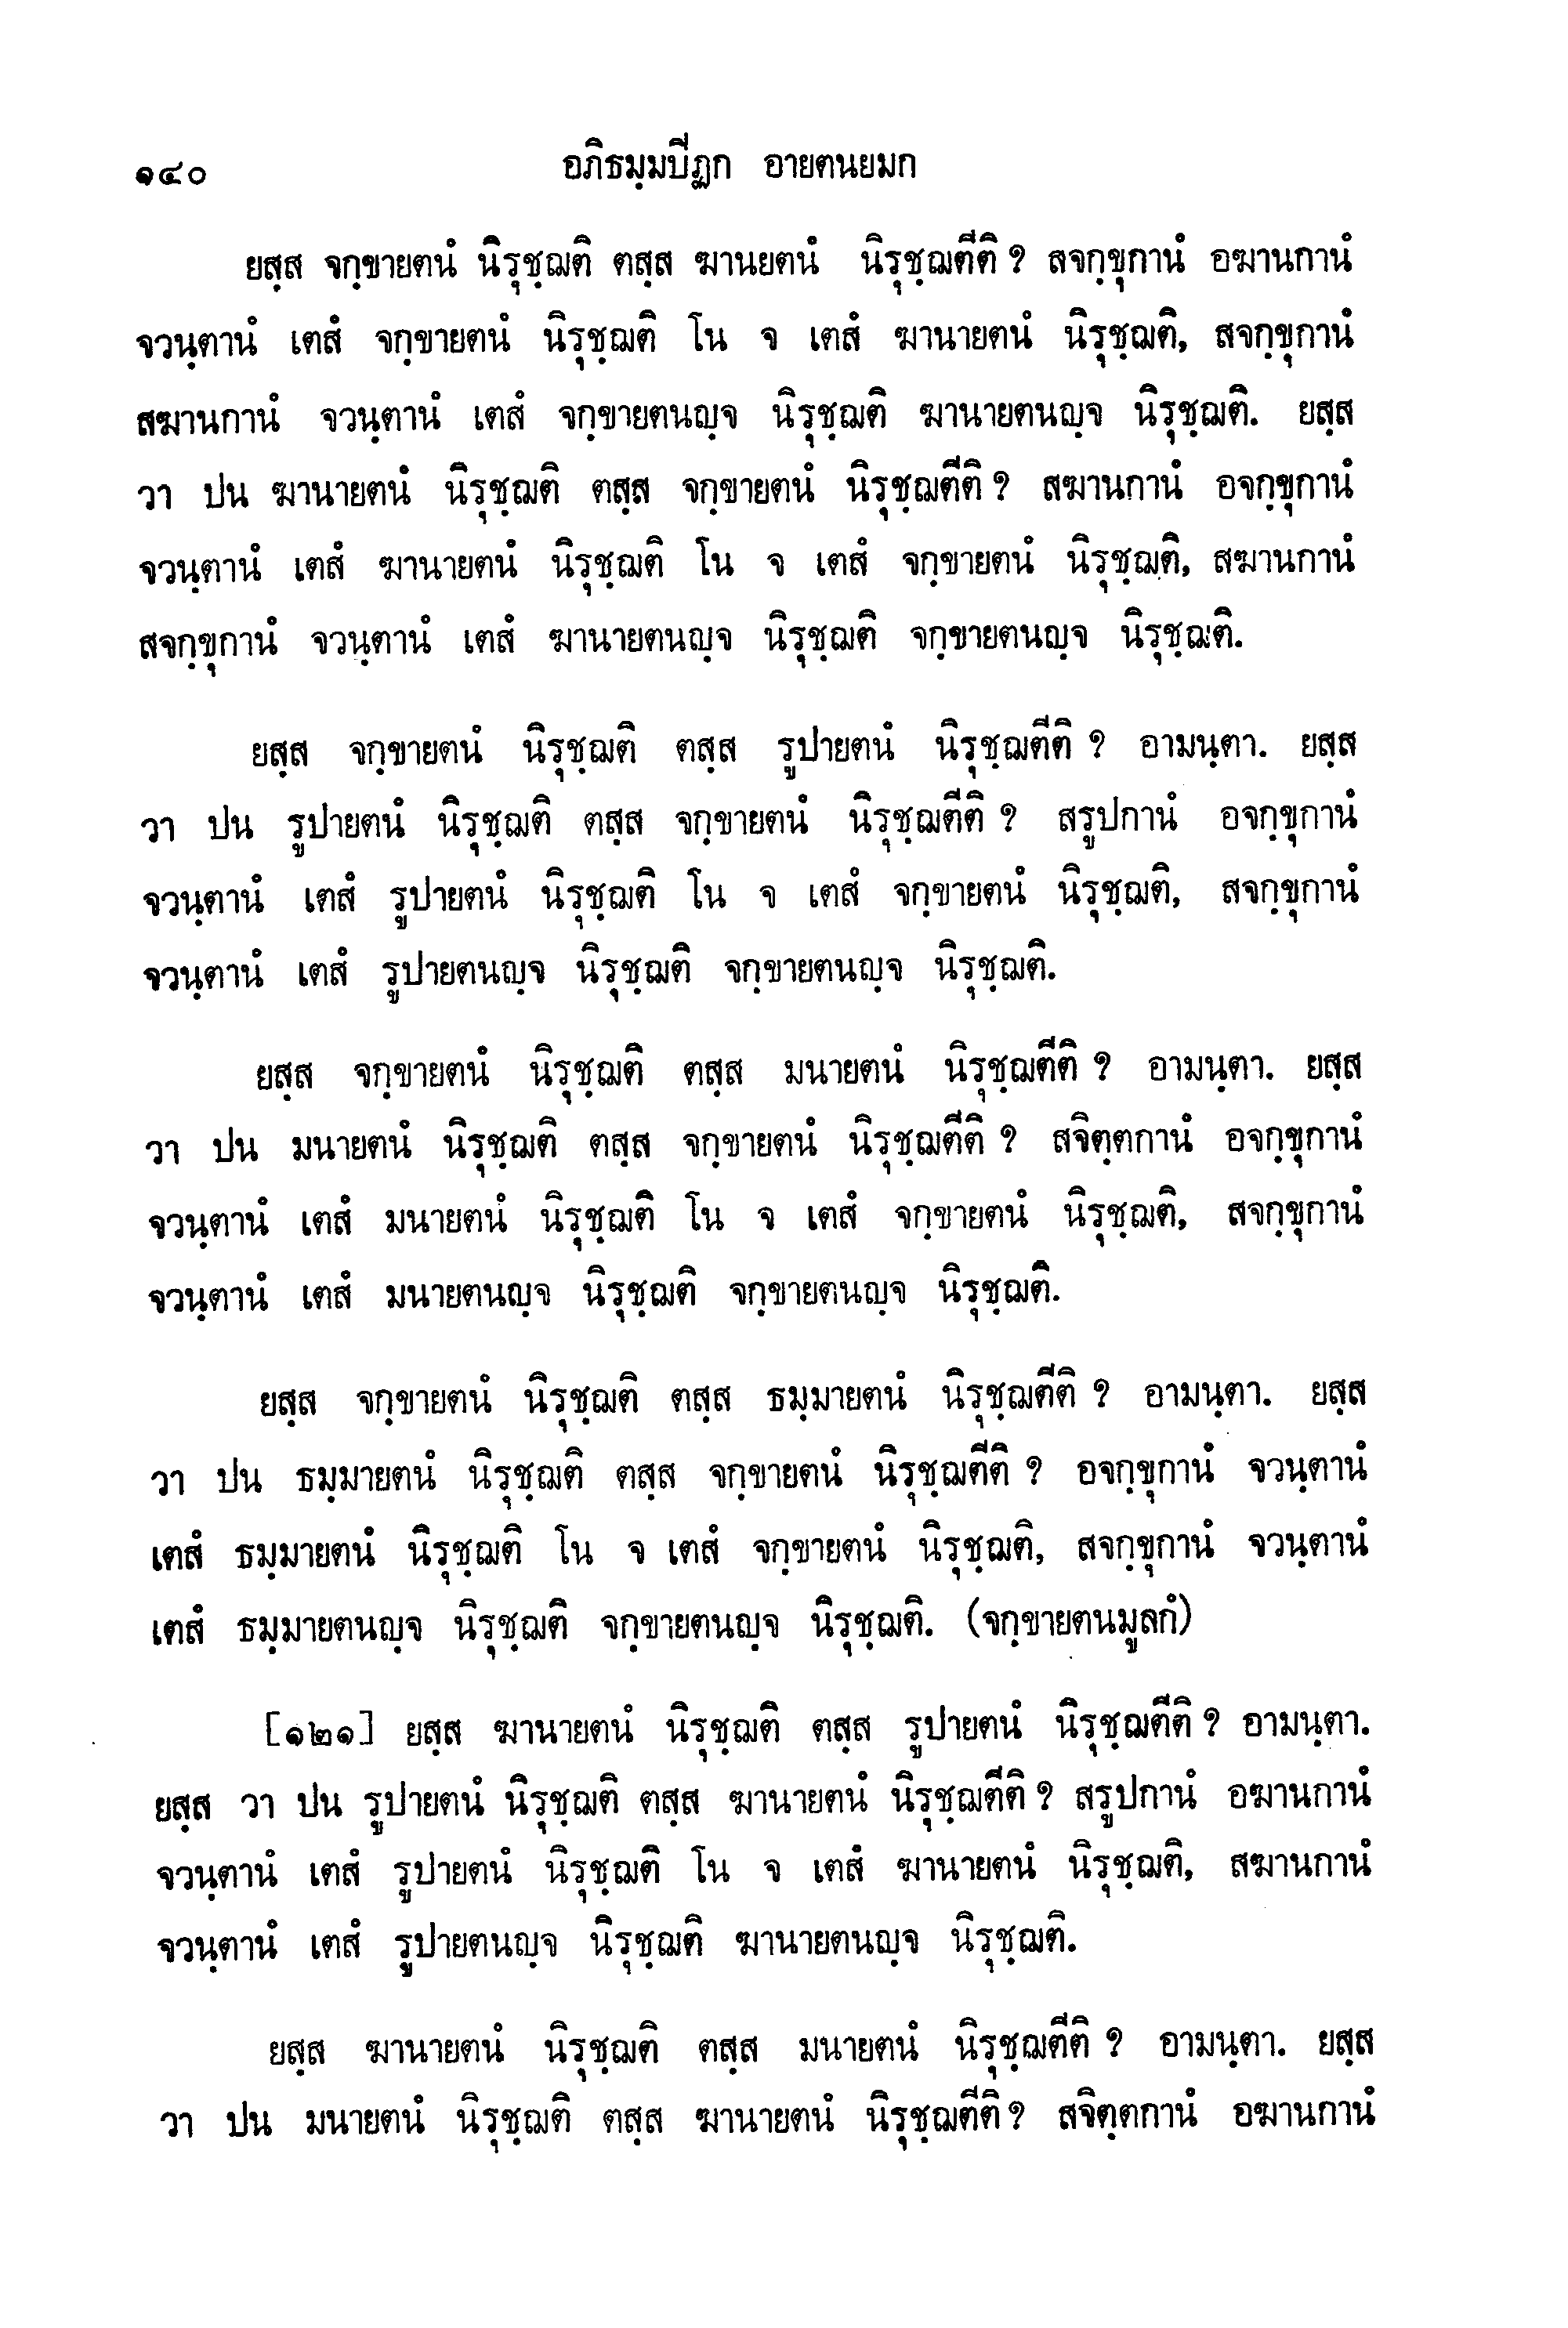 ๑๔๐ อภิธมฺมปีฏก อายตนยมก
ยสฺส จกฺขายตนํ นิรุชฺฌติ ตสฺส ฆานยตนํ นิรุชฺฌตีติ ? สจกฺขุกานํ อฆานกานํ
จวนฺตานํ เตสํ จกฺขายตนํ นิรุชฺฌติ โน จ เตสํ ฆานายตนํ นิรุชฺฌติ, สจกฺขุกานํ
สฆานกานํ จวนฺตานํ เตสํ จกฺขายตนญฺจ นิรุชฺฌติ ฆานายตนญฺจ นิรุชฺฌติ. ยสฺส
วา ปน ฆานายตนํ นิรุชฺฌติ ตสฺส จกฺขายตนํ นิรุชฺฌตีติ ? สฆานกานํ อจกฺขุกานํ
จวนฺตานํ เตสํ ฆานายตนํ นิรุชฺฌติ โน จ เตสํ จกฺขายตนํ นิรุชฺฌติ, สฆานกานํ
สจกฺขุกานํ จวนฺตานํ เตสํ ฆานายตนญฺจ นิรุชฺฌติ จกฺขายตนญฺจ นิรุชฺฌติ.
ยสฺส จกฺขายตนํ นิรุชฺฌติ ตสฺส รูปายตนํ นิรุชฺฌตีติ ? อามนฺตา. ยสฺส
วา ปน รูปายตนํ นิรุชฺฌติ ตสฺส จกฺขายตนํ นิรุชฺฌตีติ ? สรูปกานํ อจกฺขุกานํ
จวนฺตานํ เตสํ รูปายตนํ นิรุชฺฌติ โน จ เตสํ จกฺขายตนํ นิรุชฺฌติ, สจกฺขุกานํ
จวนฺตานํ เตสํ รูปายตนญฺจ นิรุชฺฌติ จกฺขายตนญฺจ นิรุชฺฌติ.
ยสฺส จกฺขายตนํ นิรุชฺฌติ ตสฺส มนายตนํ นิรุชฺฌตีติ ? อามนฺตา. ยสฺส
วา ปน มนายตนํ นิรุชฺฌติ ตสฺส จกฺขายตนํ นิรุชฺฌตีติ ? สจิตฺตกานํ อจกฺขุกานํ
จวนฺตานํ เตสํ มนายตนํ นิรุชฺฌติ โน จ เตสํ จกฺขายตนํ นิรุชฺฌติ, สจกฺขุกานํ
จวนฺตานํ เตสํ มนายตนญฺจ นิรุชฺฌติ จกฺขายตนญฺจ นิรุชฺฌติ.
ยสฺส จกฺขายตนํ นิรุชฺฌติ ตสฺส ธมฺมายตนํ นิรุชฺฌตีติ ? อามนฺตา. ยสฺส
วา ปน ธมฺมายตนํ นิรุชฺฌติ ตสฺส จกฺขายตนํ นิรุชฺฌตีติ ? อจกฺขุกานํ จวนฺตานํ
เตสํ ธมฺมายตนํ นิรุชฺฌติ โน จ เตสํ จกฺขายตนํ นิรุชฺฌติ, สจกฺขุกานํ จวนฺตานํ
เตสํ ธมฺมายตนญฺจ นิรุชฺฌติ จกฺขายตนญฺจ นิรุชฺฌติ. (จกฺขายตนมูลกํ)
[๑๒๑] ยสฺส ฆานายตนํ นิรุชฺฌติ ตสฺส รูปายตนํ นิรุชฺฌตีติ ? อามนฺตา.
ยสฺส วา ปน รูปายตนํ นิรุชฺฌติ ตสฺส ฆานายตนํ นิรุชฺฌตีติ ? สรูปกานํ อฆานกานํ
จวนฺตานํ เตสํ รูปายตนํ นิรุชฺฌติ โน จ เตสํ ฆานายตนํ นิรุชฺฌติ, สฆานกานํ
จวนฺตานํ เตสํ รูปายตนญฺจ นิรุชฺฌติ ฆานายตนญฺจ นิรุชฺฌติ.
ยสฺส ฆานายตนํ นิรุชฺฌติ ตสฺส มนายตนํ นิรุชฺฌตีติ ? อามนฺตา. ยสฺส
วา ปน มนายตนํ นิรุชฺฌติ ตสฺส ฆานายตนํ นิรุชฺฌตีติ ? สจิตฺตกานํ อฆานกานํ